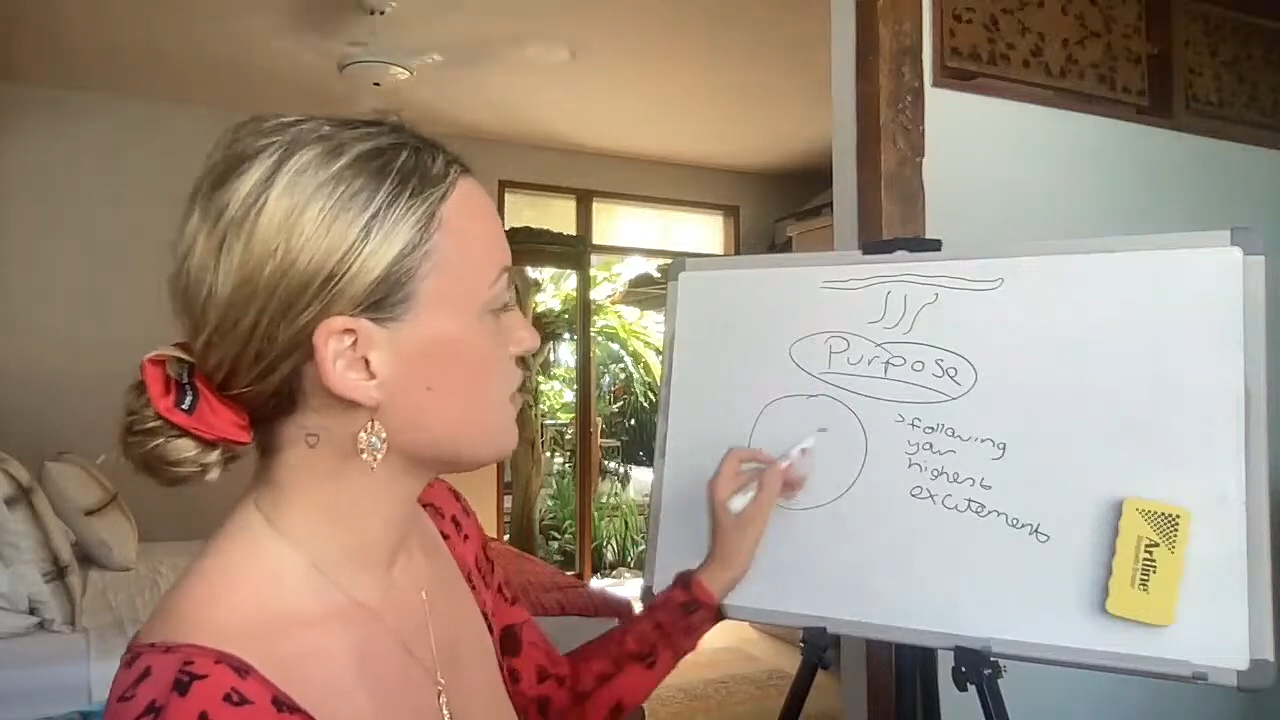 Purpose
> following
your
highest
excitement
Artline